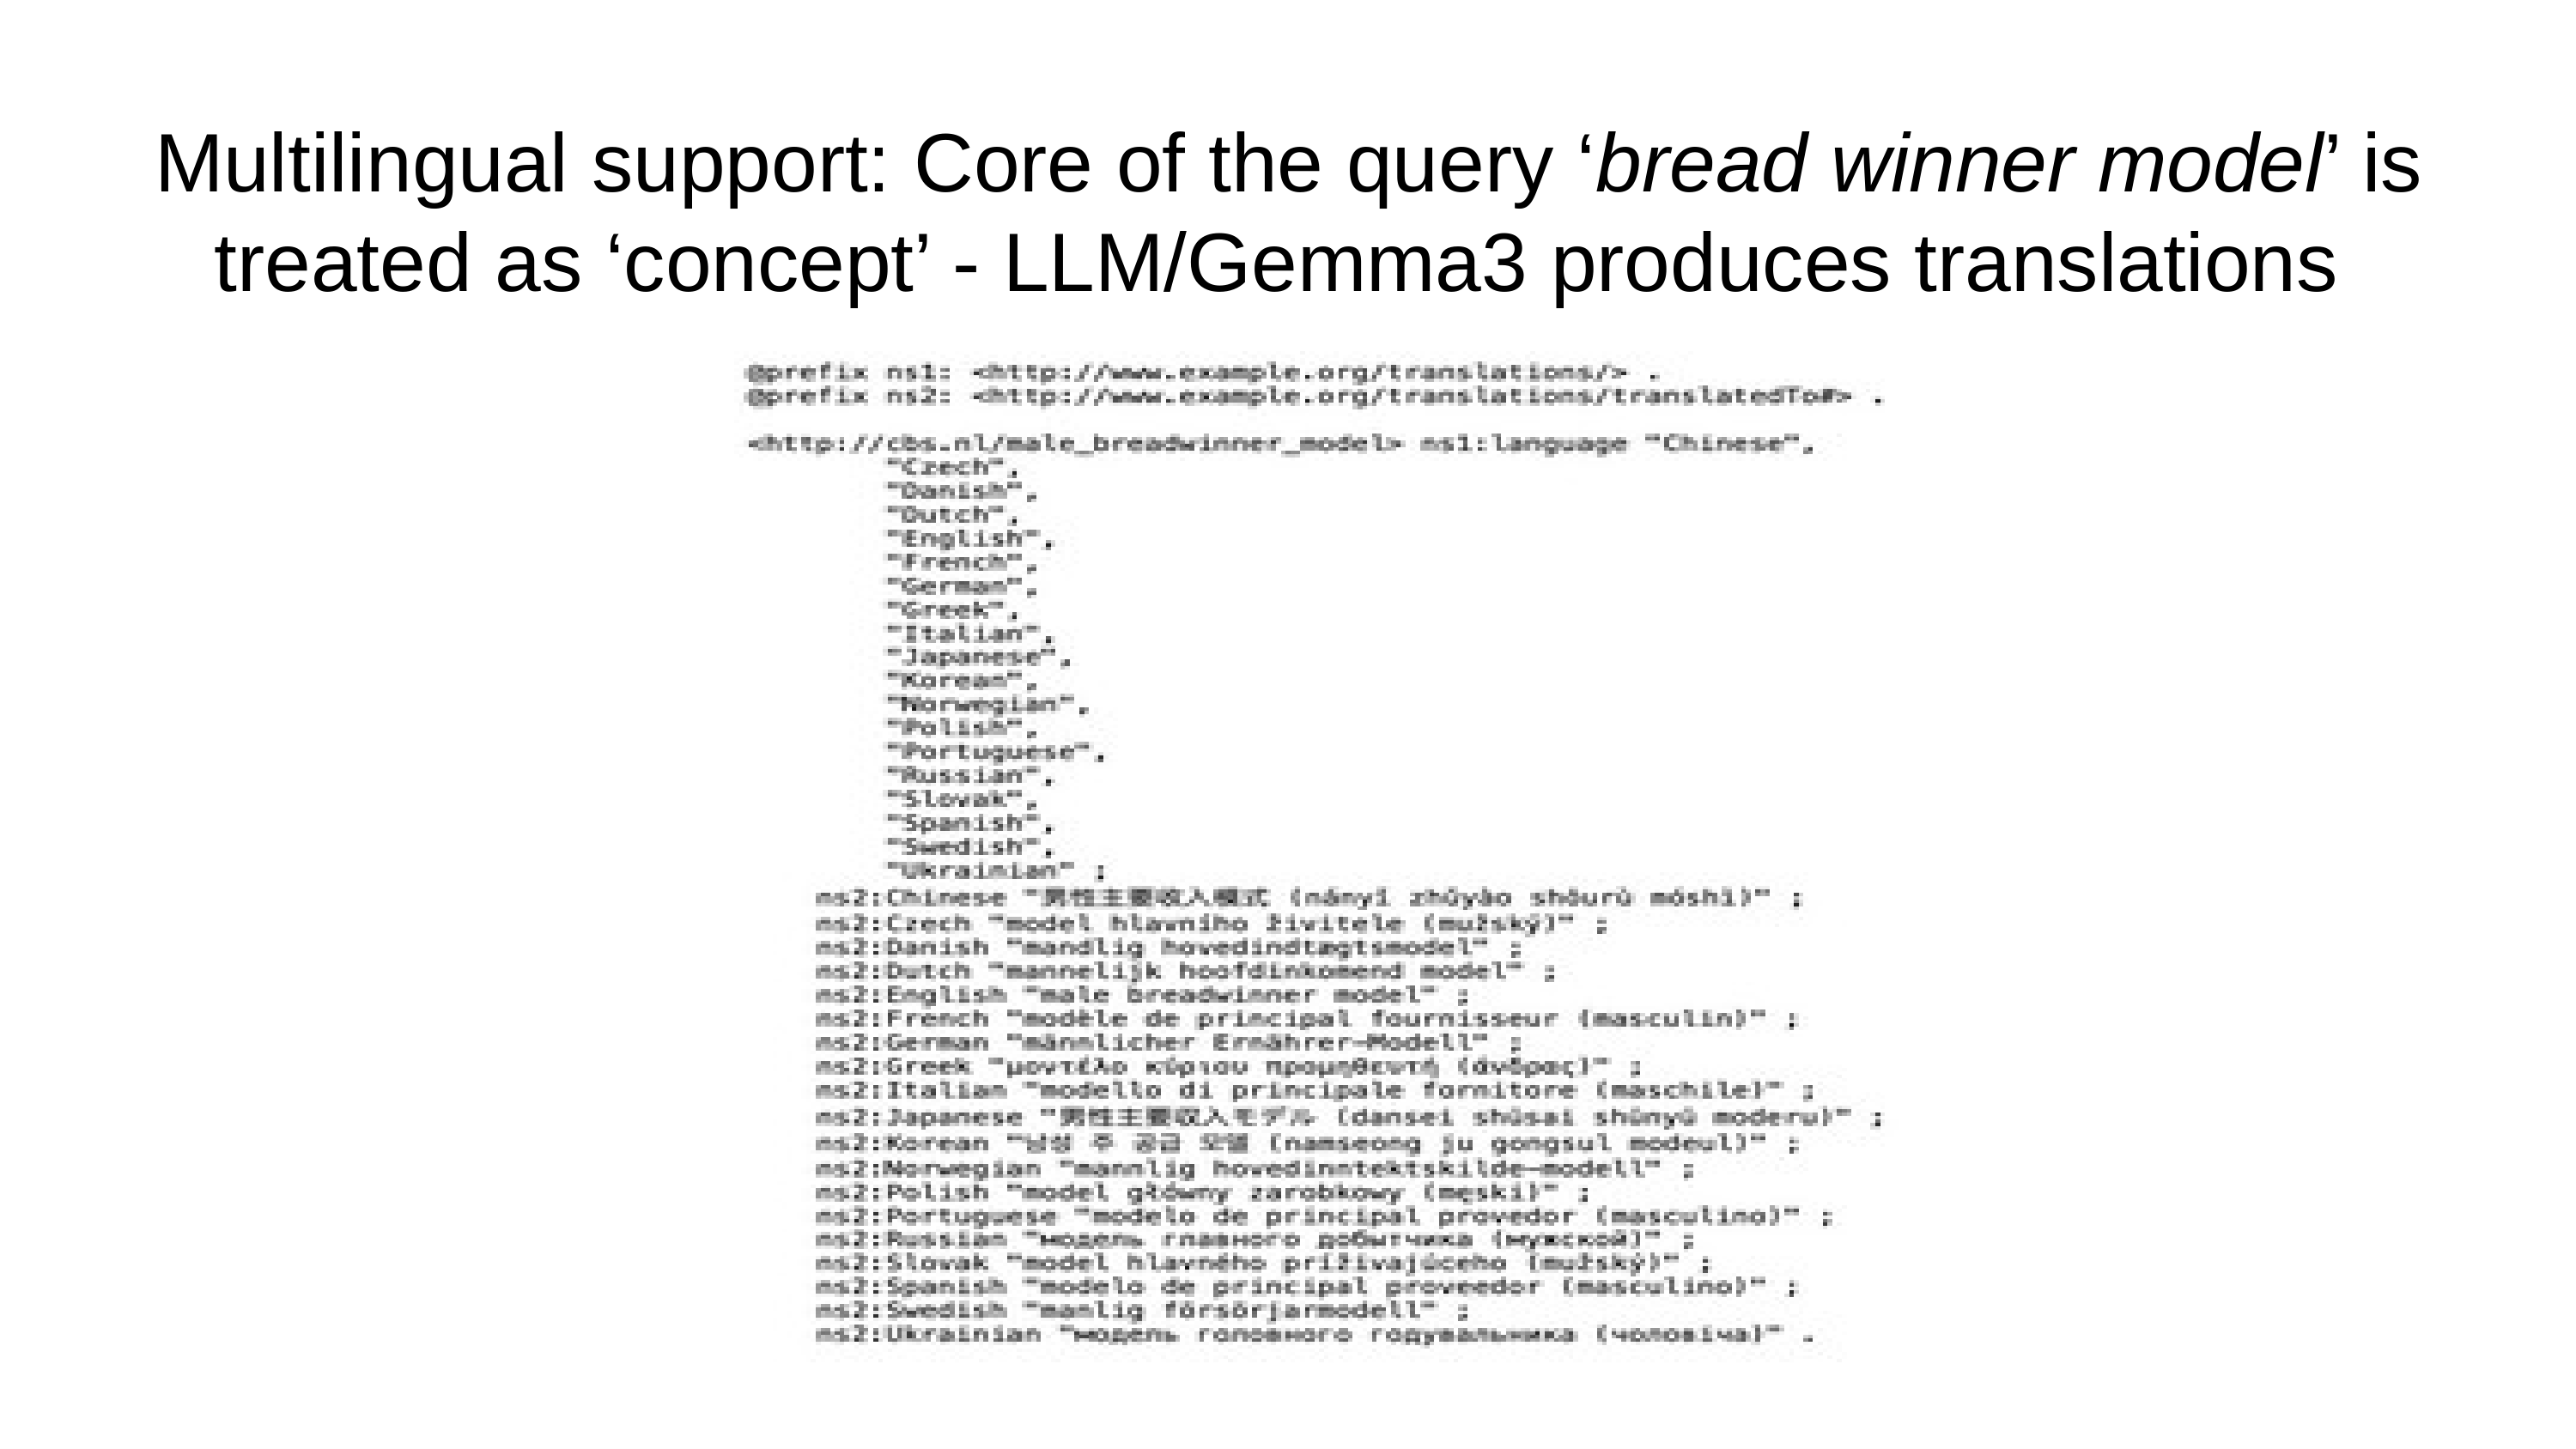 Multilingual support: Core of the query ‘bread winner model’ is
treated as ‘concept’ - LLM/Gemma3 produces translations
@prefix ns1: <http://www.example.org/translations/> .
@prefix ns2: <http://www.example.org/translations/translatedTo#> .
<http://cbs.nl/male_breadwinner_model> ns1:language "Chinese",
"Czech",
"Danish",
"Dutch",
"English",
"French",
"German",
"Greek",
"Italian",
"Japanese",
"Korean",
"Norwegian",
"Polish",
"Portuguese",
"Russian",
"Slovak",
"Spanish",
"Swedish",
"Ukrainian" ;
ns2:Chinese "男性主要收入模式 (nányì zhǔyào shōurù móshì)" ;
ns2:Czech "model hlavního živitele (mužský)" ;
ns2:Danish "mandlig hovedindtægtsmodel" ;
ns2:Dutch "mannelijk hoofdinkomend model" ;
ns2:English "male breadwinner model" ;
ns2:French "modèle de principal fournisseur (masculin)" ;
ns2:German "männlicher Ernährer-Modell" ;
ns2:Greek "μοντέλο κύριου προμηθευτή (άνδρας)" ;
ns2:Italian "modello di principale fornitore (maschile)" ;
ns2:Japanese "男性主要収入モデル (dansei shūsai shūnyū moderu)" ;
ns2:Korean "남성 주 공급 모델 (namseong ju gongsul modeul)" ;
ns2:Norwegian "mannlig hovedinntektskilde-modell" ;
ns2:Polish "model główny zarobkowy (męski)" ;
ns2:Portuguese "modelo de principal provedor (masculino)" ;
ns2:Russian "модель главного добытчика (мужской)" ;
ns2:Slovak "model hlavného prížívajúceho (mužský)" ;
ns2:Spanish "modelo de principal proveedor (masculino)" ;
ns2:Swedish "manlig försörjarmodell" ;
ns2:Ukrainian "модель головного годувальника (чоловіча)" .